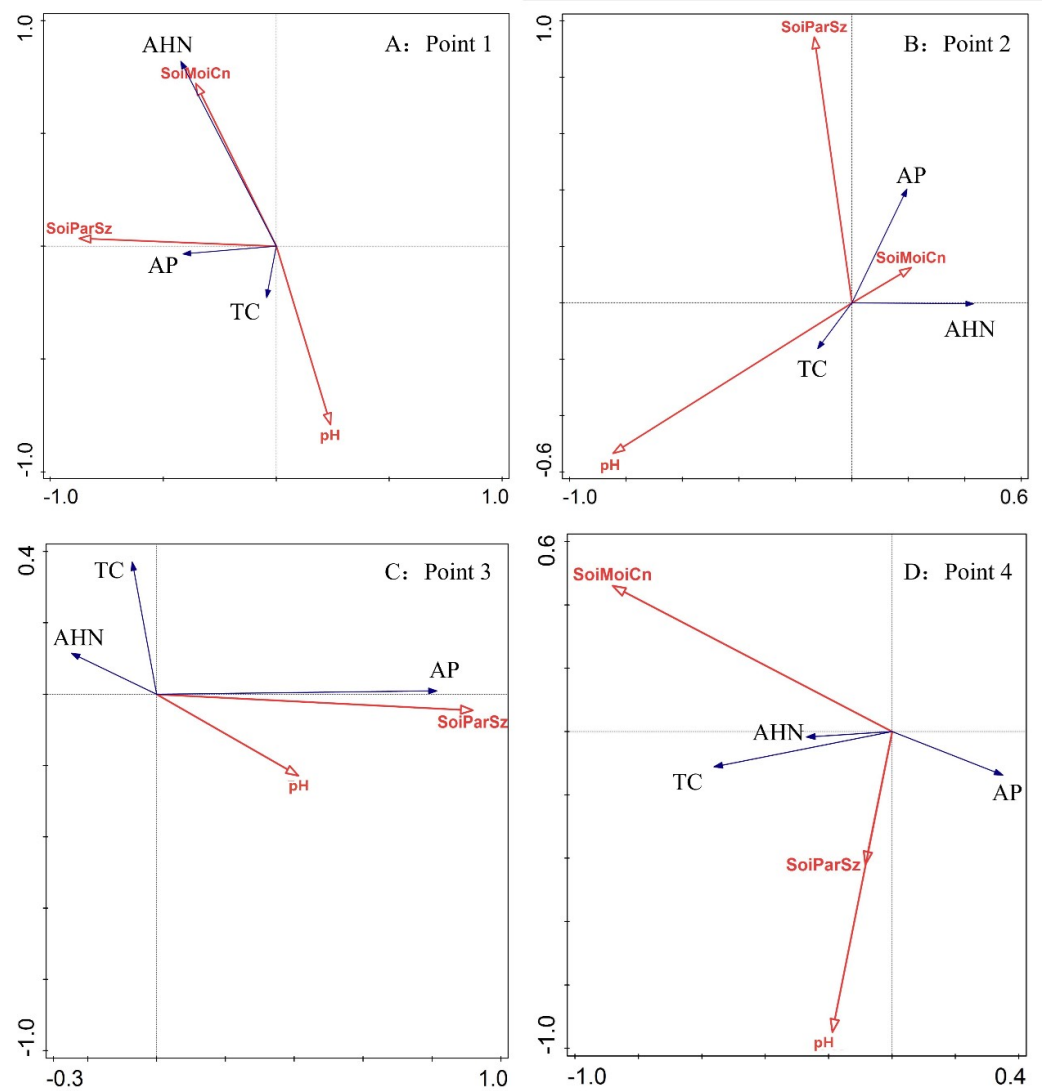 1.0
A: Point 1
AHN
SoiMoiCn
SoiParSz
AP
TC
pH
-1.0
-1.0
1.0
1.0
B: Point 2
SoiParSz
AP
SoiMoiCn
AHN
TC
pH
-0.6
-1.0
0.6
0.4
C: Point 3
TC
AHN
AP
SoiParSz
pH
-1.0
-0.3
1.0
0.6
D: Point 4
SoiMoiCn
AHN
TC
AP
SoiParSz
pH
-1.0
-1.0
0.4